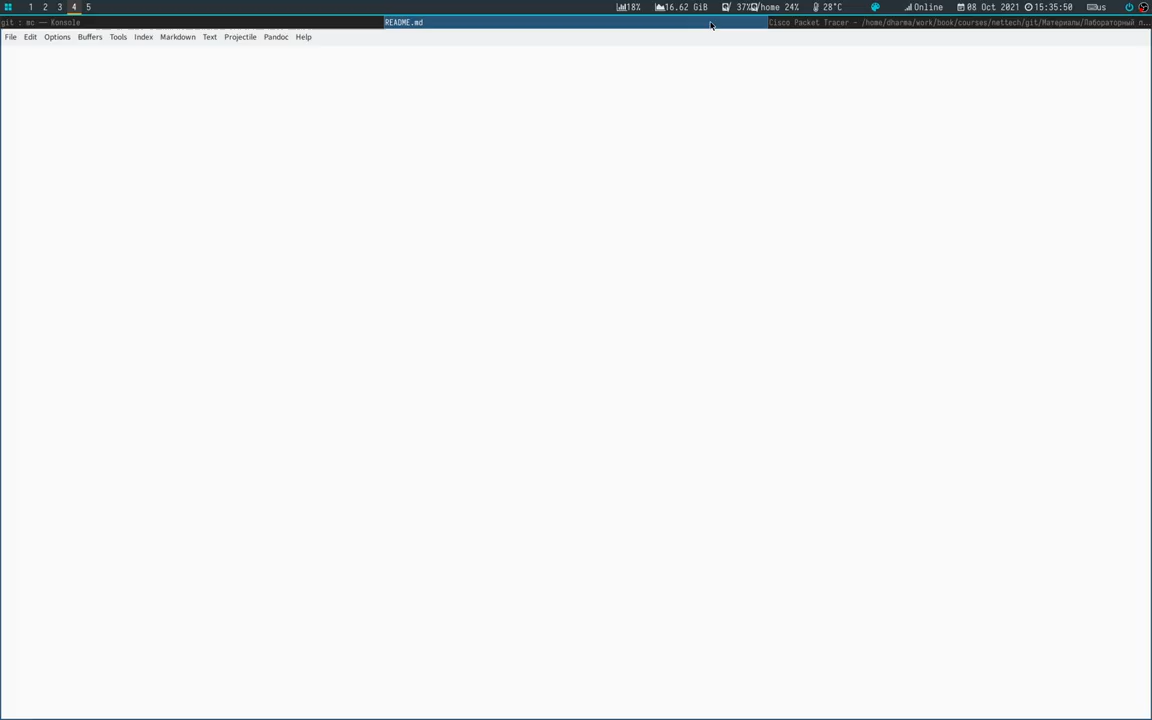 1 2 3 4 5 18% 16.62 GiB / 37% /home 24% 28°C Online 08 Oct 2021 15:35:50 us
git : mc — Konsole README.md Cisco Packet Tracer - /home/dharma/work/book/courses/nettech/git/Материалы/Лабораторный п...
File Edit Options Buffers Tools Index Markdown Text Projectile Pandoc Help